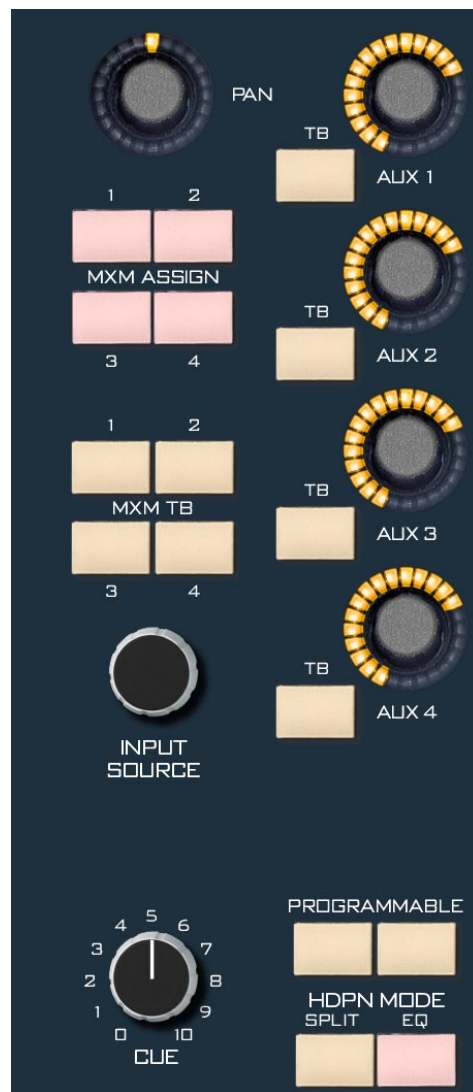 PAN
TB
AUX 1
1 2
MXM ASSIGN
3 4
TB
AUX 2
1 2
MXM TB
3 4
TB
AUX 3
TB
AUX 4
INPUT
SOURCE
PROGRAMMABLE
0 1 2 3 4 5 6 7 8 9 10
CUE
HDPN MODE
SPLIT EQ